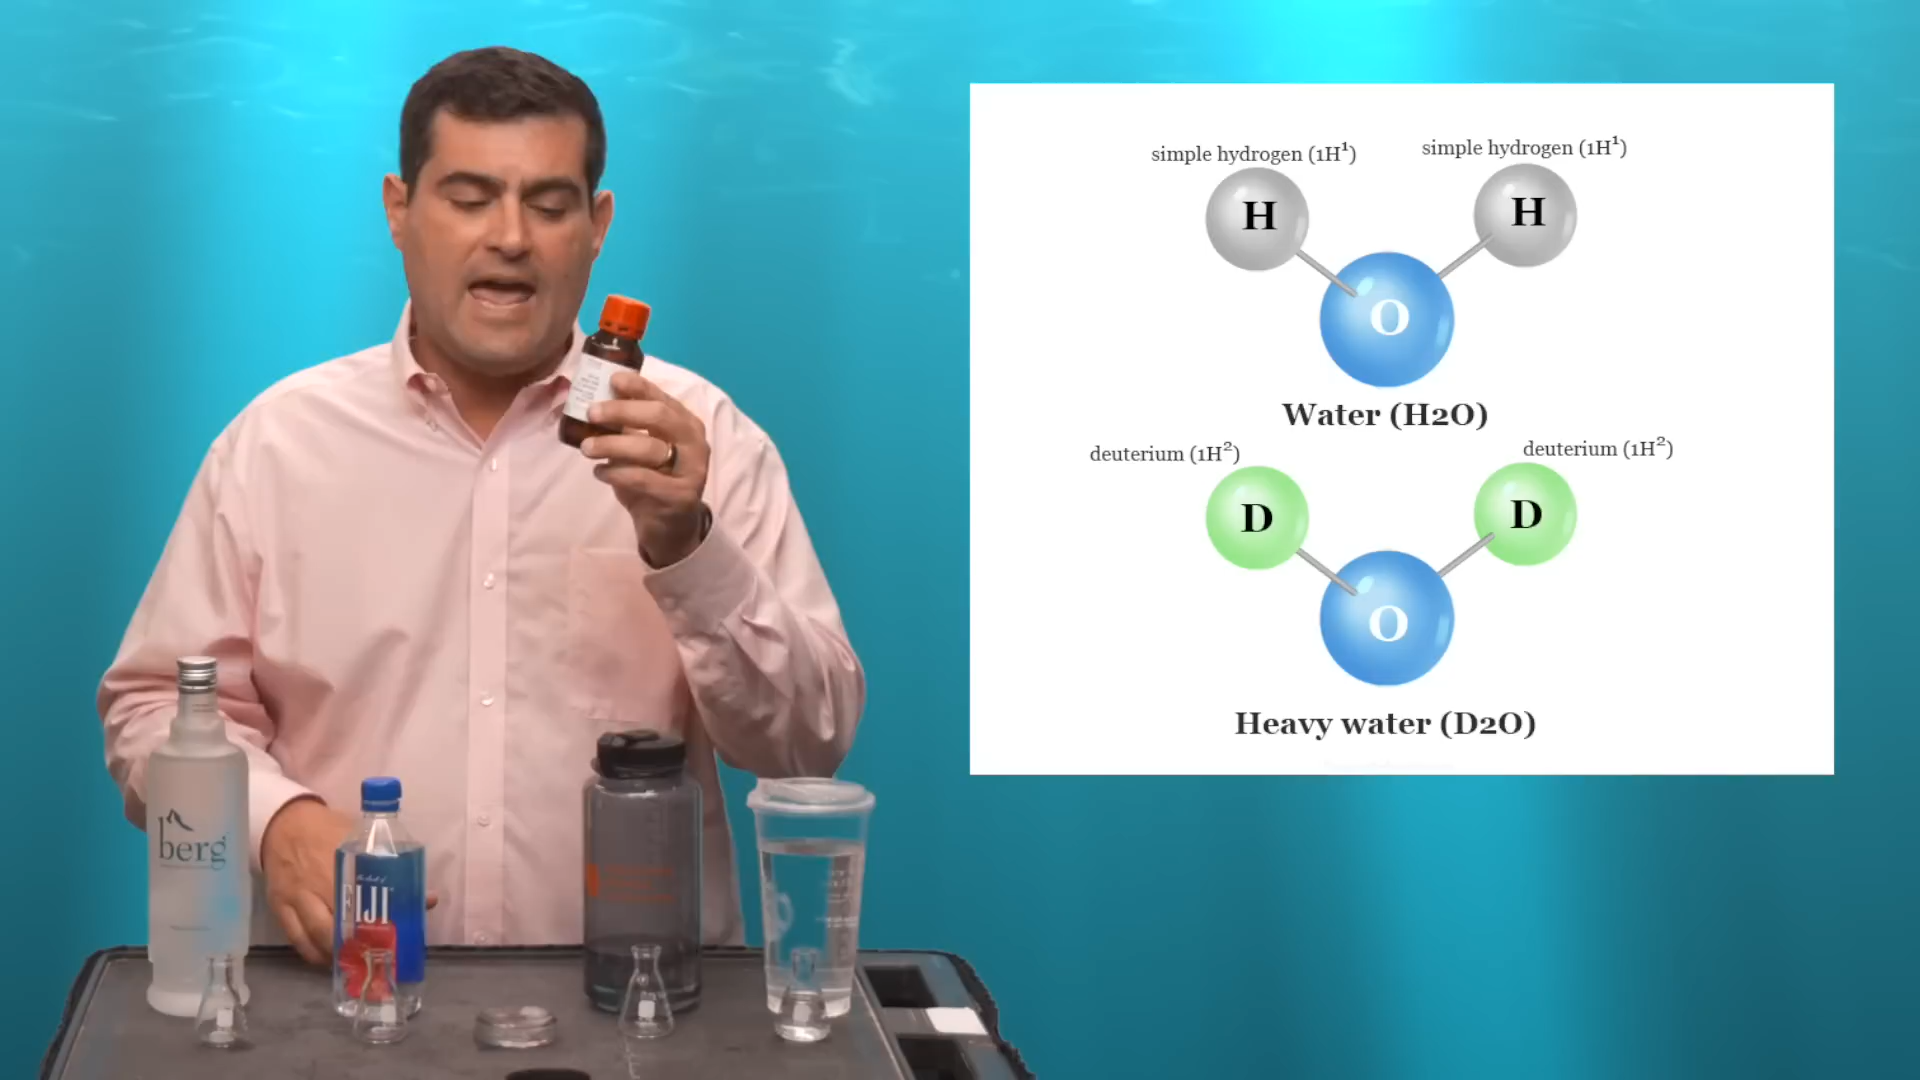 simple hydrogen (1H¹)
simple hydrogen (1H¹)
H
H
O
Water (H2O)
deuterium (1H²)
deuterium (1H²)
D
D
O
Heavy water (D2O)
berg
FIJI